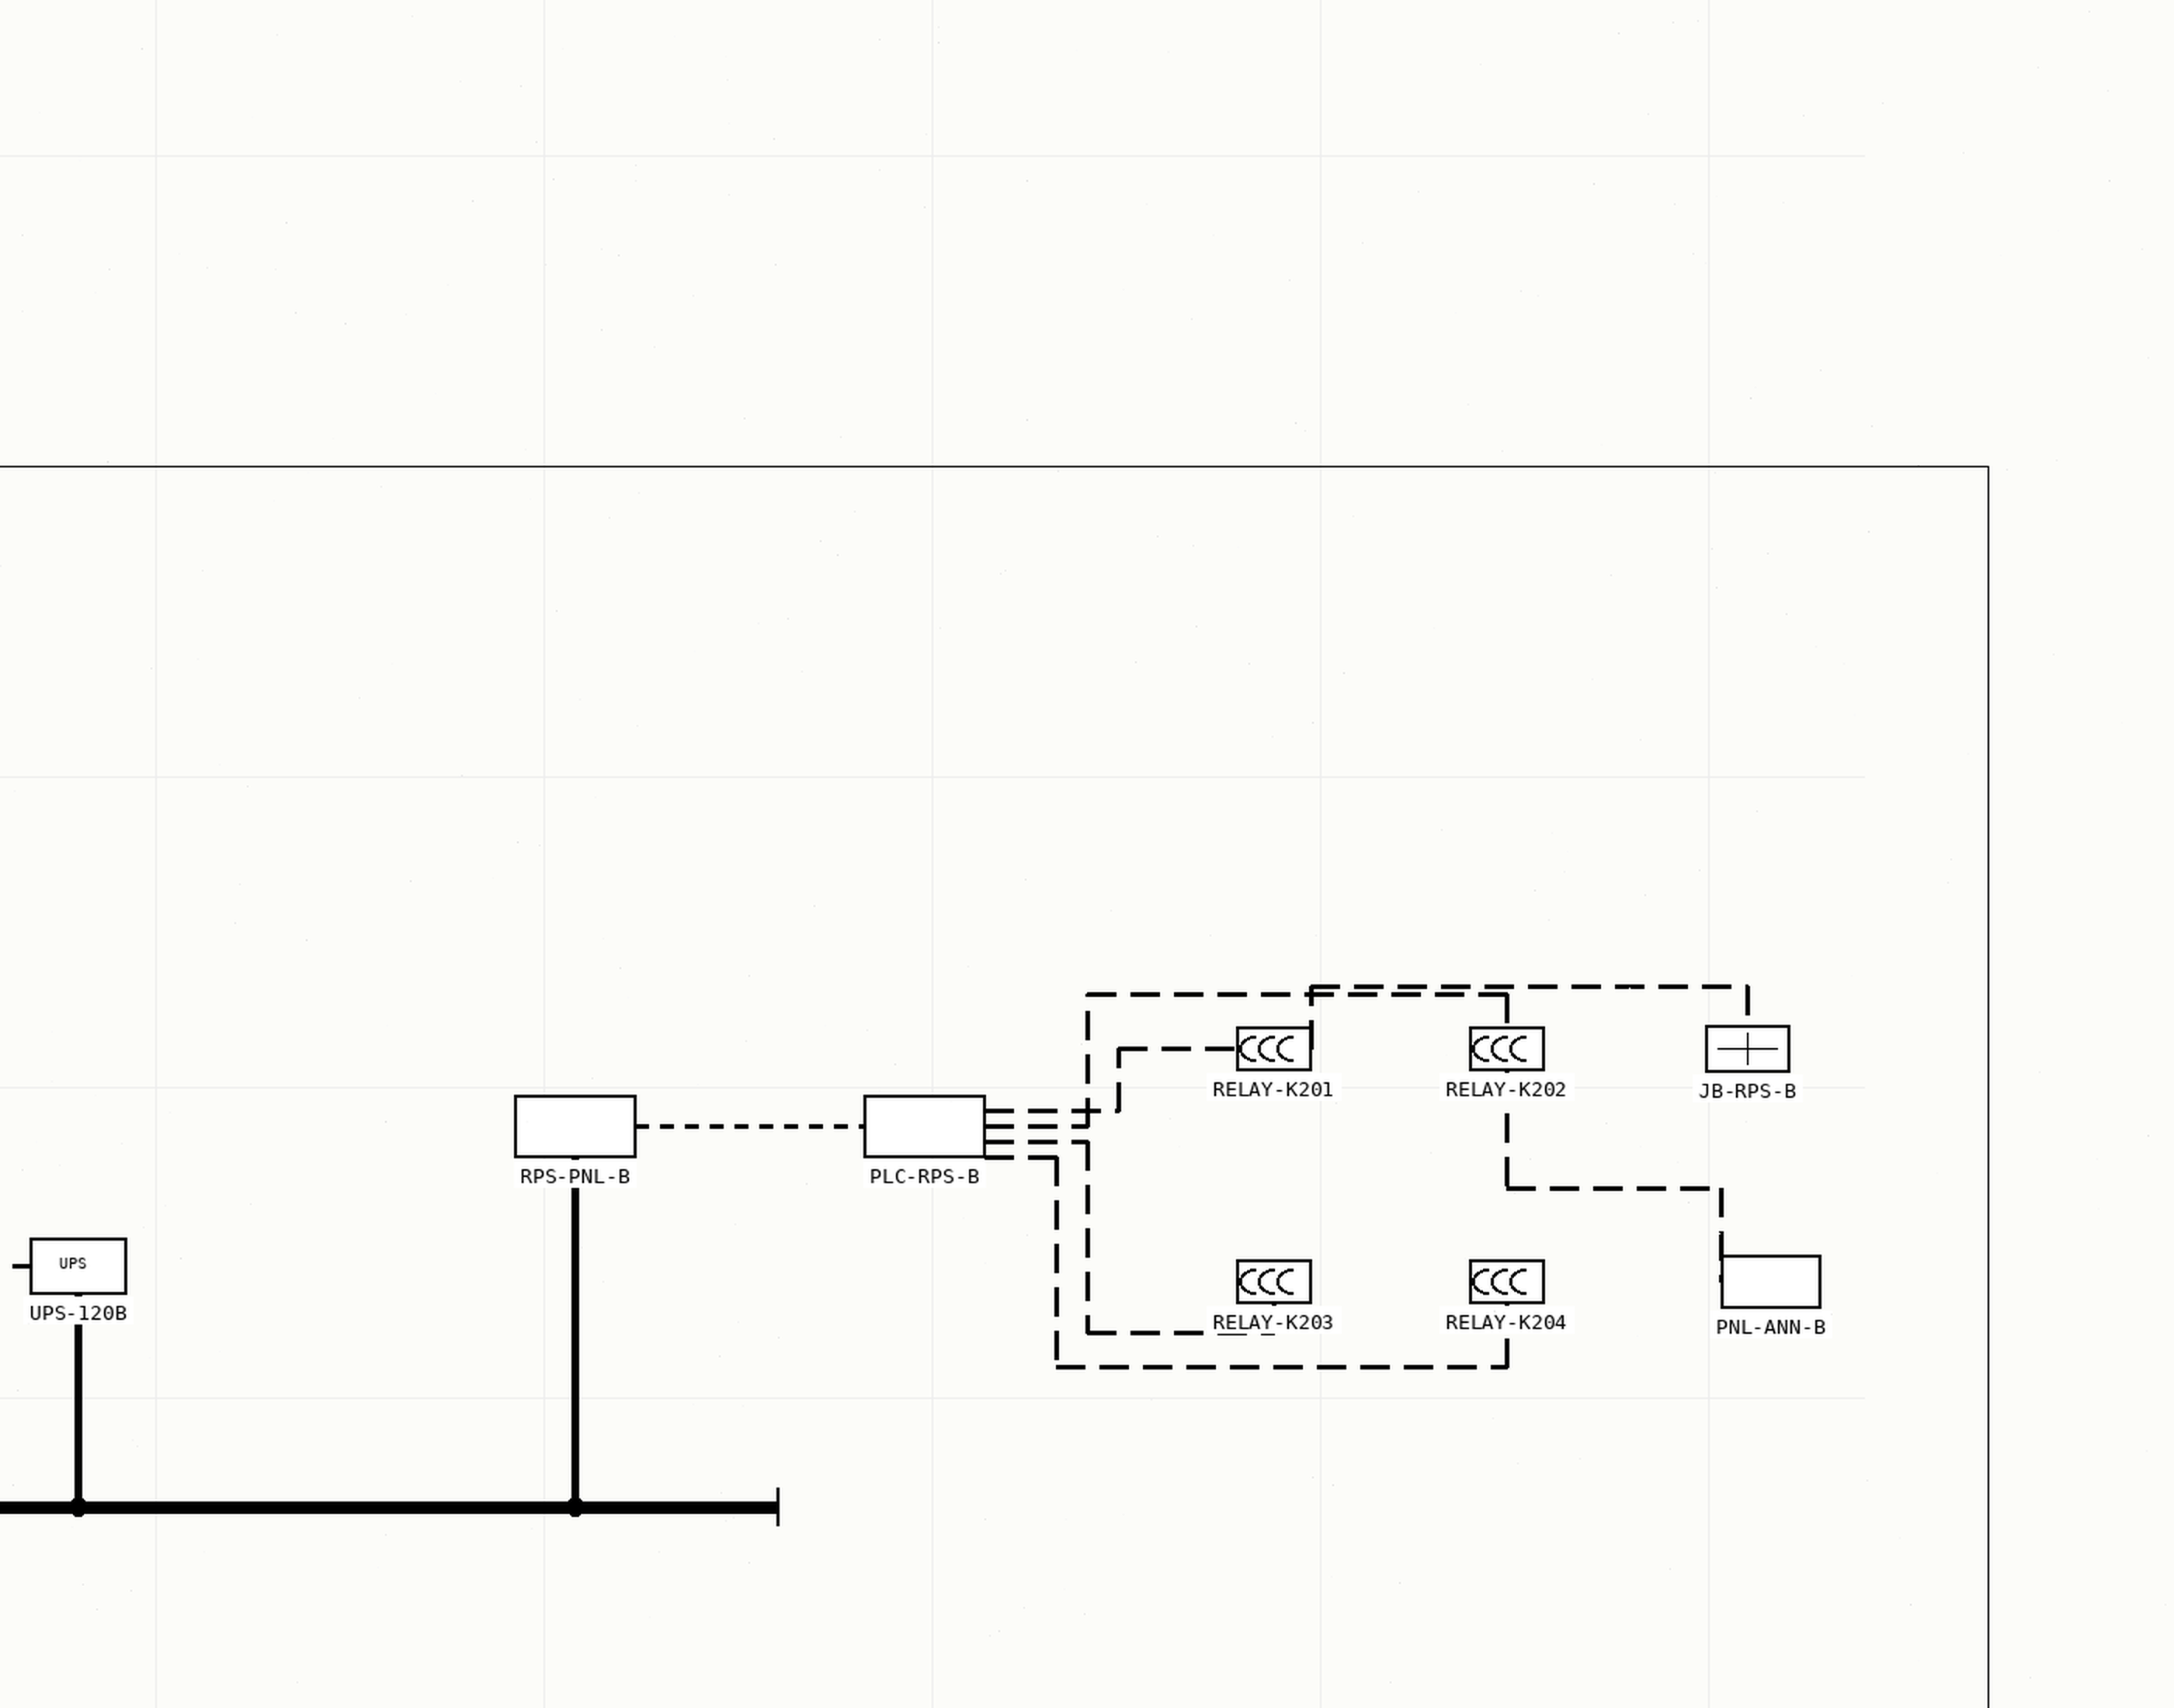 RELAY-K201
RELAY-K202
JB-RPS-B
RPS-PNL-B
PLC-RPS-B
UPS
UPS-120B
RELAY-K203
RELAY-K204
PNL-ANN-B